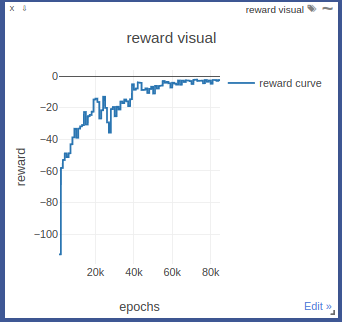 x reward visual
reward visual
0
−20
−40
−60
−80
−100
reward
reward curve
20k 40k 60k 80k
epochs
Edit »